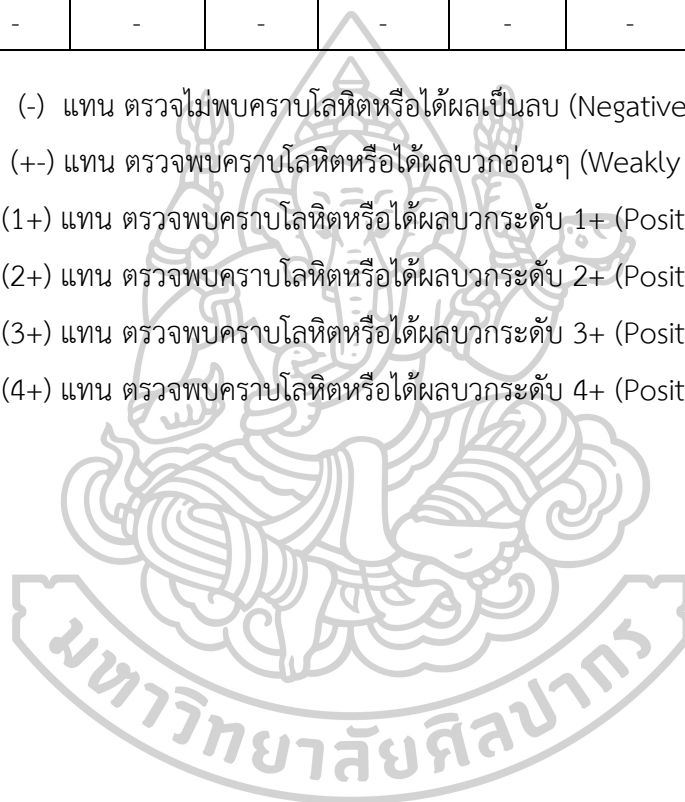 - - - - - -
(-) แทน ตรวจไม่พบคราบโลหิตหรือได้ผลเป็นลบ (Negative
(+-) แทน ตรวจพบคราบโลหิตหรือได้ผลบวกอ่อนๆ (Weakly
(1+) แทน ตรวจพบคราบโลหิตหรือได้ผลบวกระดับ 1+ (Posit
(2+) แทน ตรวจพบคราบโลหิตหรือได้ผลบวกระดับ 2+ (Posit
(3+) แทน ตรวจพบคราบโลหิตหรือได้ผลบวกระดับ 3+ (Posit
(4+) แทน ตรวจพบคราบโลหิตหรือได้ผลบวกระดับ 4+ (Posit
มหาวิทยาลัยศิลปากร